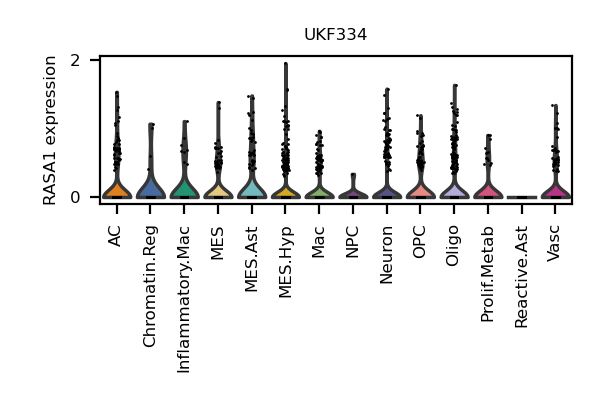 UKF334
RASA1 expression
2
0
AC
Chromatin.Reg
Inflammatory.Mac
MES
MES.Ast
MES.Hyp
Mac
NPC
Neuron
OPC
Oligo
Prolif.Metab
Reactive.Ast
Vasc